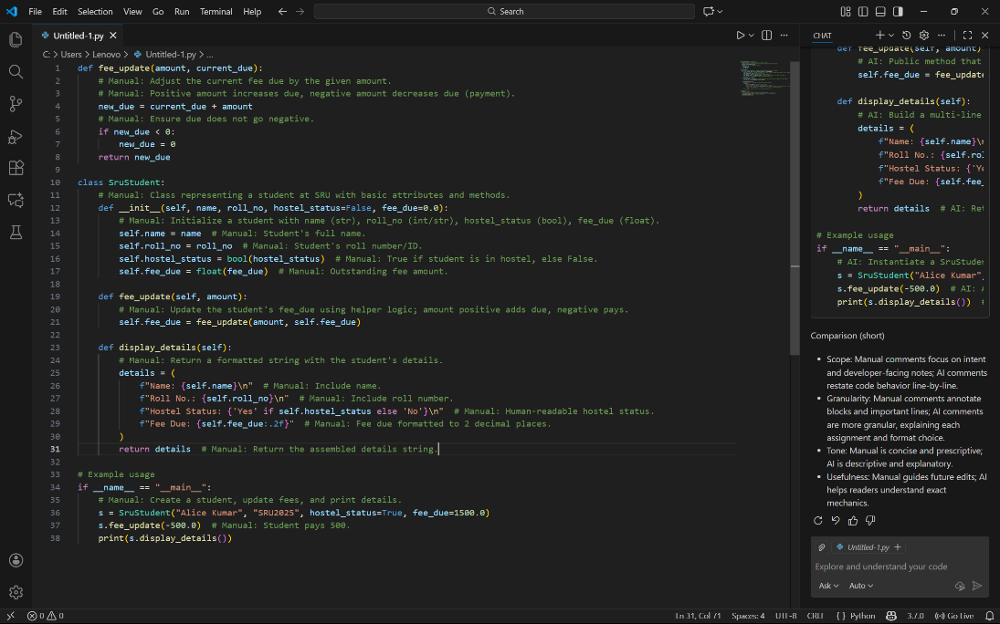 File Edit Selection View Go Run Terminal Help
Search
Untitled-1.py
C: > Users > Lenovo > Untitled-1.py > ...
1 def fee_update(amount, current_due):
2     # Manual: Adjust the current fee due by the given amount.
3     # Manual: Positive amount increases due, negative amount decreases due (payment).
4     new_due = current_due + amount
5     # Manual: Ensure due does not go negative.
6     if new_due < 0:
7         new_due = 0
8     return new_due
9
10 class SruStudent:
11     # Manual: Class representing a student at SRU with basic attributes and methods.
12     def __init__(self, name, roll_no, hostel_status=False, fee_due=0.0):
13         # Manual: Initialize a student with name (str), roll_no (int/str), hostel_status (bool), fee_due (float).
14         self.name = name  # Manual: Student's full name.
15         self.roll_no = roll_no  # Manual: Student's roll number/ID.
16         self.hostel_status = bool(hostel_status)  # Manual: True if student is in hostel, else False.
17         self.fee_due = float(fee_due)  # Manual: Outstanding fee amount.
18
19     def fee_update(self, amount):
20         # Manual: Update the student's fee_due using helper logic; amount positive adds due, negative pays.
21         self.fee_due = fee_update(amount, self.fee_due)
22
23     def display_details(self):
24         # Manual: Return a formatted string with the student's details.
25         details = (
26             f"Name: {self.name}\n"  # Manual: Include name.
27             f"Roll No.: {self.roll_no}\n"  # Manual: Include roll number.
28             f"Hostel Status: {'Yes' if self.hostel_status else 'No'}\n"  # Manual: Human-readable hostel status.
29             f"Fee Due: {self.fee_due:.2f}"  # Manual: Fee due formatted to 2 decimal places.
30         )
31         return details  # Manual: Return the assembled details string.
32
33 # Example usage
34 if __name__ == "__main__":
35     # Manual: Create a student, update fees, and print details.
36     s = SruStudent("Alice Kumar", "SRU2025", hostel_status=True, fee_due=1500.0)
37     s.fee_update(-500.0)  # Manual: Student pays 500.
38     print(s.display_details())
CHAT
def fee_update(self, amount)
# AI: Public method that
self.fee_due = fee_update
def display_details(self):
# AI: Build a multi-line
details = (
f"Name: {self.name}\n
f"Roll No.: {self.rol
f"Hostel Status: {'Ye
f"Fee Due: {self.fee_
)
return details  # AI: Ret
# Example usage
if __name__ == "__main__":
# AI: Instantiate a SruStuden
s = SruStudent("Alice Kumar",
s.fee_update(-500.0)  # AI: A
print(s.display_details())  #
Comparison (short)
• Scope: Manual comments focus on intent
and developer-facing notes; AI comments
restate code behavior line-by-line.
• Granularity: Manual comments annotate
blocks and important lines; AI comments
are more granular, explaining each
assignment and format choice.
• Tone: Manual is concise and prescriptive;
AI is descriptive and explanatory.
• Usefulness: Manual guides future edits; AI
helps readers understand exact
mechanics.
Untitled-1.py +
Explore and understand your code
Ask Auto
0 0
Ln 31, Col 71 Spaces: 4 UTF-8 CRLF { } Python 3.7.0 Go Live